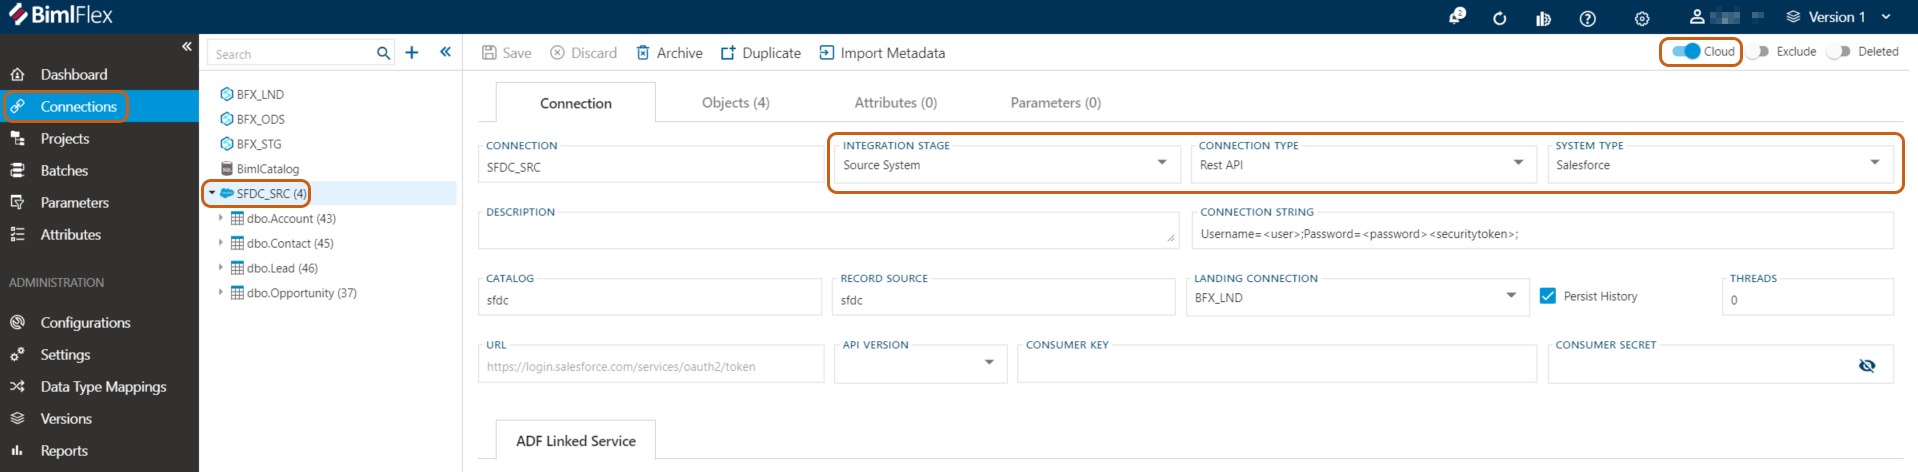 BimlFlex
2
Version 1
Dashboard
Connections
Projects
Batches
Parameters
Attributes
ADMINISTRATION
Configurations
Settings
Data Type Mappings
Versions
Reports
Search
BFX_LND
BFX_ODS
BFX_STG
SQL
BimlCatalog
SFDC_SRC (4)
dbo.Account (43)
dbo.Contact (45)
dbo.Lead (46)
dbo.Opportunity (37)
Save Discard Archive Duplicate Import Metadata
Cloud Exclude Deleted
Connection Objects (4) Attributes (0) Parameters (0)
CONNECTION INTEGRATION STAGE CONNECTION TYPE SYSTEM TYPE
SFDC_SRC Source System Rest API Salesforce
DESCRIPTION CONNECTION STRING
Username=<user>;Password=<password><securitytoken>;
CATALOG RECORD SOURCE LANDING CONNECTION THREADS
sfdc sfdc BFX_LND Persist History 0
URL API VERSION CONSUMER KEY CONSUMER SECRET
https://login.salesforce.com/services/oauth2/token
ADF Linked Service